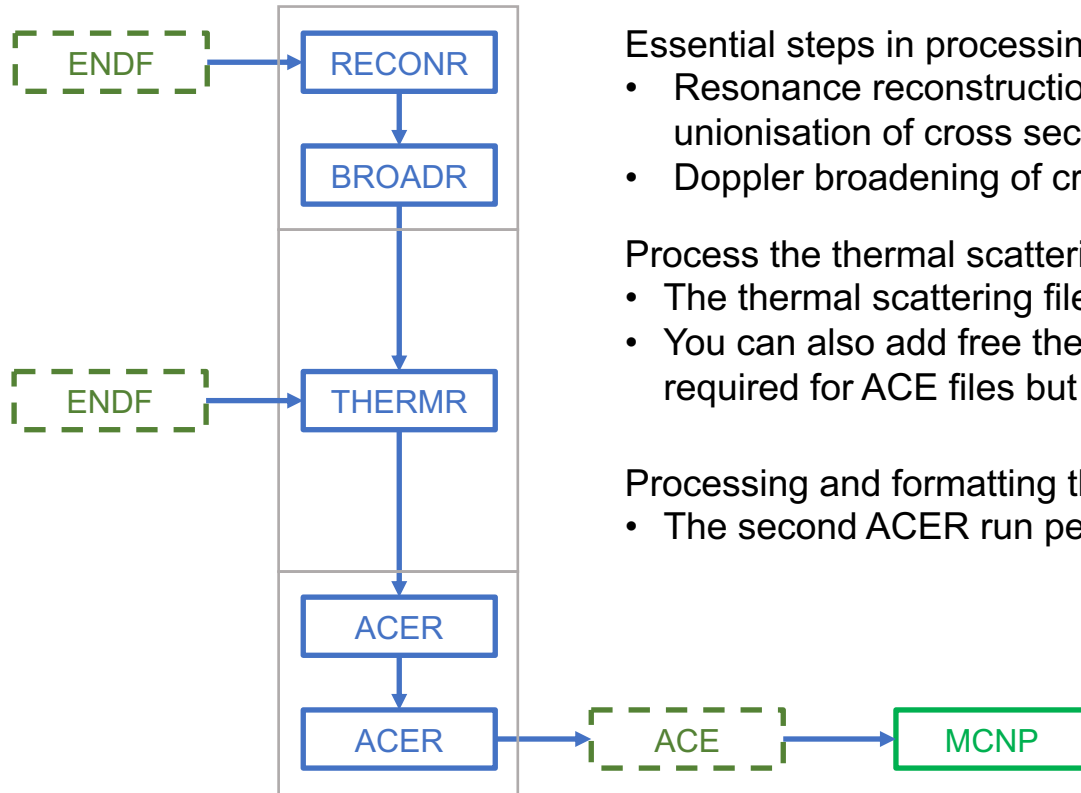 ENDF
RECONR
BROADR
ENDF
THERMR
ACER
ACER
ACE
MCNP
Essential steps in processin
• Resonance reconstructio
unionisation of cross sec
• Doppler broadening of cr
Process the thermal scatteri
• The thermal scattering file
• You can also add free the
required for ACE files but
Processing and formatting t
• The second ACER run pe